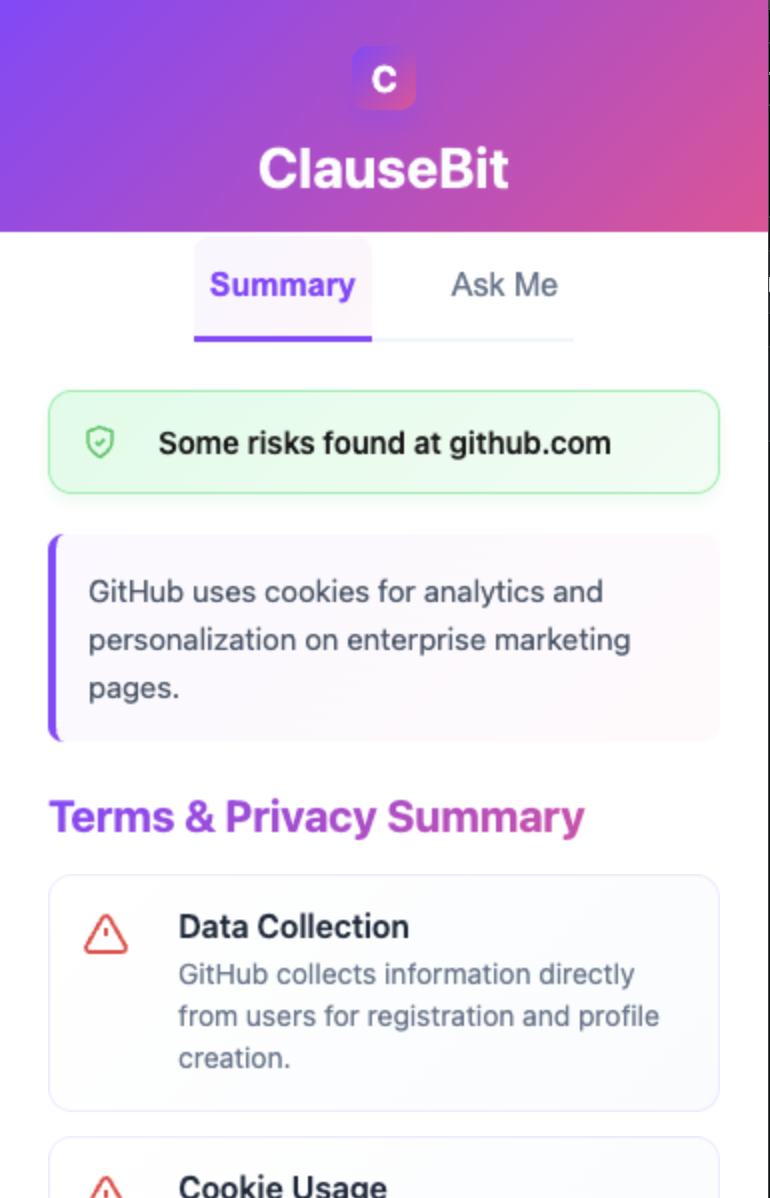 C
ClauseBit
Summary
Ask Me
Some risks found at github.com
GitHub uses cookies for analytics and
personalization on enterprise marketing
pages.
Terms & Privacy Summary
Data Collection
GitHub collects information directly
from users for registration and profile
creation.
Cookie Usage